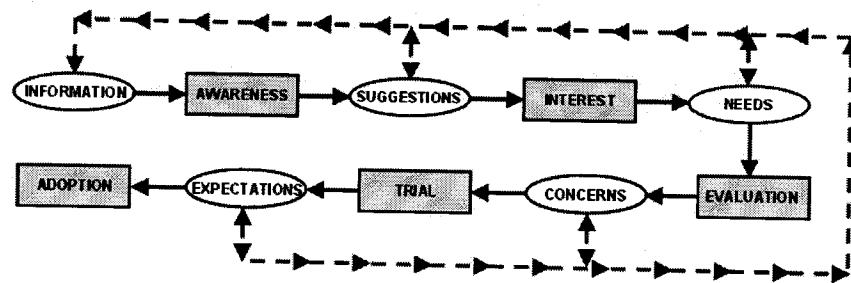 INFORMATION AWARENESS SUGGESTIONS INTEREST NEEDS
ADOPTION EXPECTATIONS TRIAL CONCERNS EVALUATION